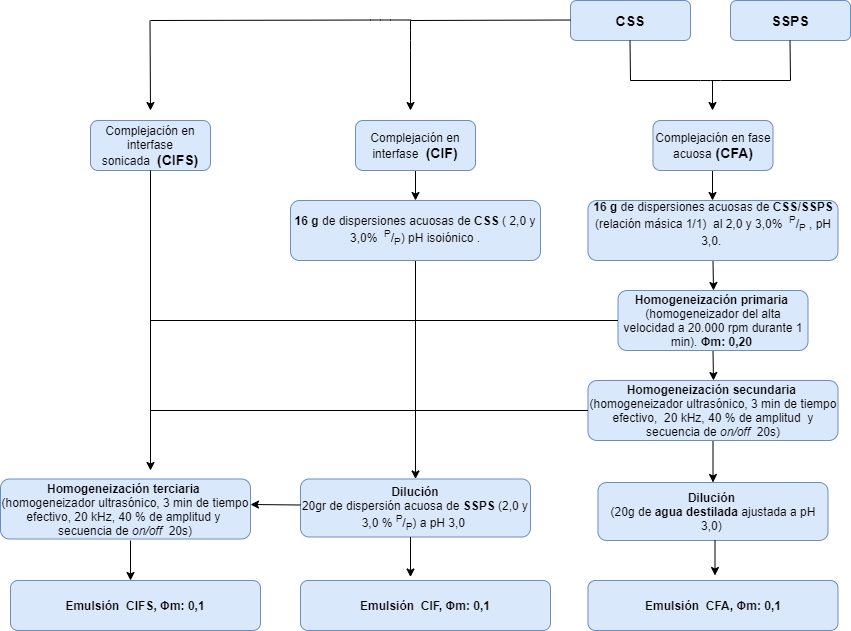 CSS
SSPS
Complejación en
interfase
sonicada (CIFS)
Complejación en
interfase (CIF)
Complejación en fase
acuosa (CFA)
16 g de dispersiones acuosas de CSS ( 2,0 y
3,0% P/P) pH isoiónico .
16 g de dispersiones acuosas de CSS/SSPS
(relación másica 1/1) al 2,0 y 3,0% P/P , pH
3,0.
Homogeneización primaria
(homogeneizador del alta
velocidad a 20.000 rpm durante 1
min). Φm: 0,20
Homogeneización secundaria
(homogeneizador ultrasónico, 3 min de tiempo
efectivo, 20 kHz, 40 % de amplitud y
secuencia de on/off 20s)
Homogeneización terciaria
(homogeneizador ultrasónico, 3 min de tiempo
efectivo, 20 kHz, 40 % de amplitud y
secuencia de on/off 20s)
Dilución
20gr de dispersión acuosa de SSPS (2,0 y
3,0 % P/P) a pH 3,0
Dilución
(20g de agua destilada ajustada a pH
3,0)
Emulsión CIFS, Φm: 0,1
Emulsión CIF, Φm: 0,1
Emulsión CFA, Φm: 0,1